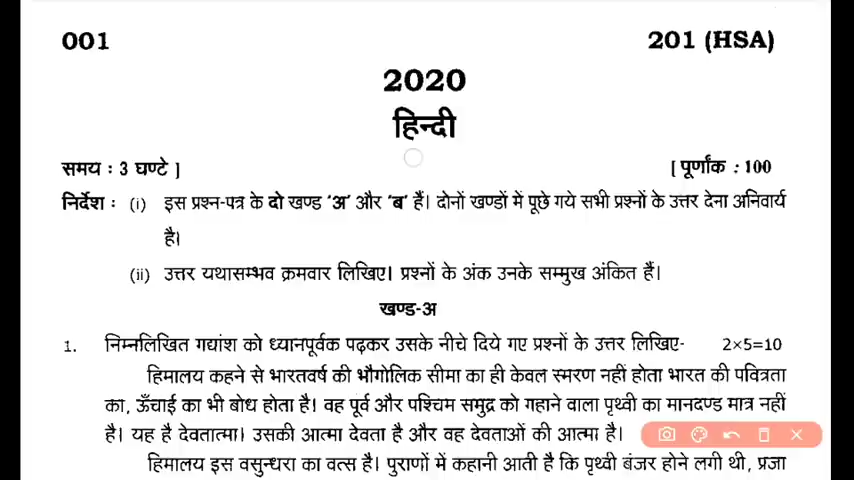 001
201 (HSA)
2020
हिन्दी
समय : 3 घण्टे ]
[ पूर्णांक : 100
निर्देश : (i) इस प्रश्न-पत्र के दो खण्ड 'अ' और 'ब' हैं। दोनों खण्डों में पूछे गये सभी प्रश्नों के उत्तर देना अनिवार्य
है।
(ii) उत्तर यथासम्भव क्रमवार लिखिए। प्रश्नों के अंक उनके सम्मुख अंकित हैं।
खण्ड-अ
1. निम्नलिखित गद्यांश को ध्यानपूर्वक पढ़कर उसके नीचे दिये गए प्रश्नों के उत्तर लिखिए- 2×5=10
हिमालय कहने से भारतवर्ष की भौगोलिक सीमा का ही केवल स्मरण नहीं होता भारत की पवित्रता
का, ऊँचाई का भी बोध होता है। वह पूर्व और पश्चिम समुद्र को गहाने वाला पृथ्वी का मानदण्ड मात्र नहीं
है। यह है देवतात्मा। उसकी आत्मा देवता है और वह देवताओं की आत्मा है।
हिमालय इस वसुन्धरा का वत्स है। पुराणों में कहानी आती है कि पृथ्वी बंजर होने लगी थी, प्रजा